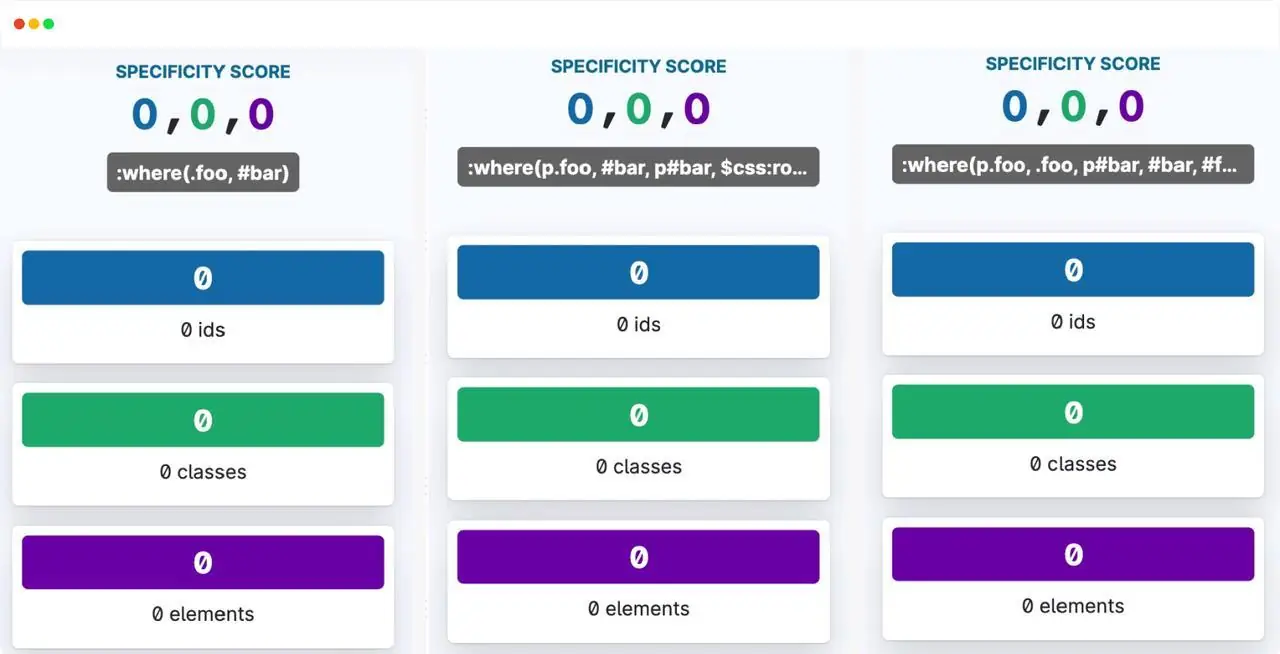 SPECIFICITY SCORE
0,0,0
:where(.foo, #bar)
0
0 ids
0
0 classes
0
0 elements
SPECIFICITY SCORE
0,0,0
:where(p.foo, #bar, p#bar, $css:ro...
0
0 ids
0
0 classes
0
0 elements
SPECIFICITY SCORE
0,0,0
:where(p.foo, .foo, p#bar, #bar, #f...
0
0 ids
0
0 classes
0
0 elements